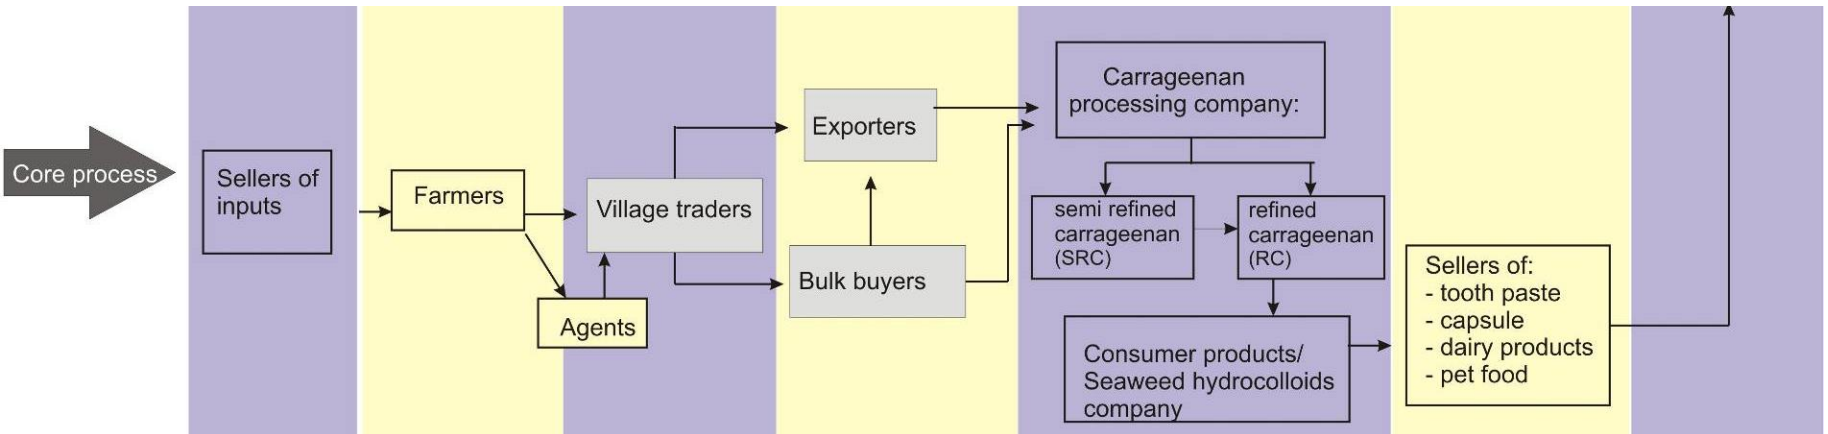 Core process
Sellers of
inputs
Farmers
Agents
Village traders
Exporters
Bulk buyers
Carrageenan
processing company:
semi refined
carrageenan
(SRC)
refined
carrageenan
(RC)
Consumer products/
Seaweed hydrocolloids
company
Sellers of:
- tooth paste
- capsule
- dairy products
- pet food